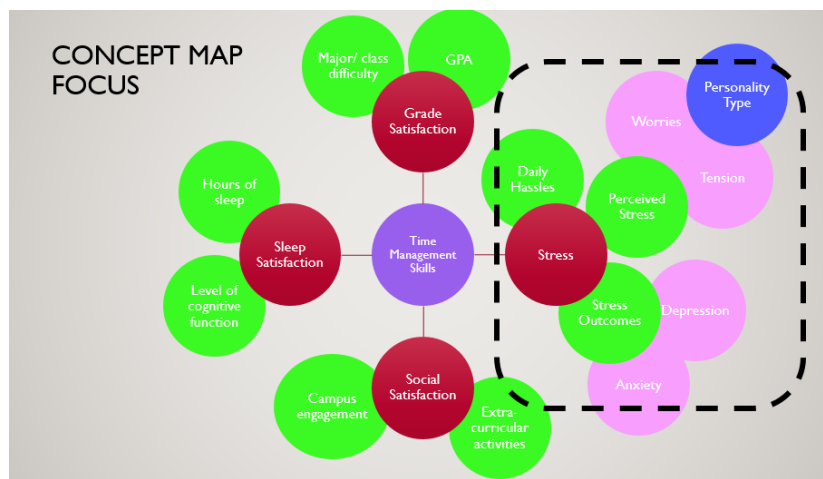 CONCEPT MAP
FOCUS
Major/ class
difficulty
GPA
Grade
Satisfaction
Personality
Type
Worries
Tension
Daily
Hassles
Perceived
Stress
Hours of
sleep
Sleep
Satisfaction
Time
Management
Skills
Stress
Level of
cognitive
function
Stress
Outcomes
Depression
Anxiety
Social
Satisfaction
Campus
engagement
Extra-
curricular
activities